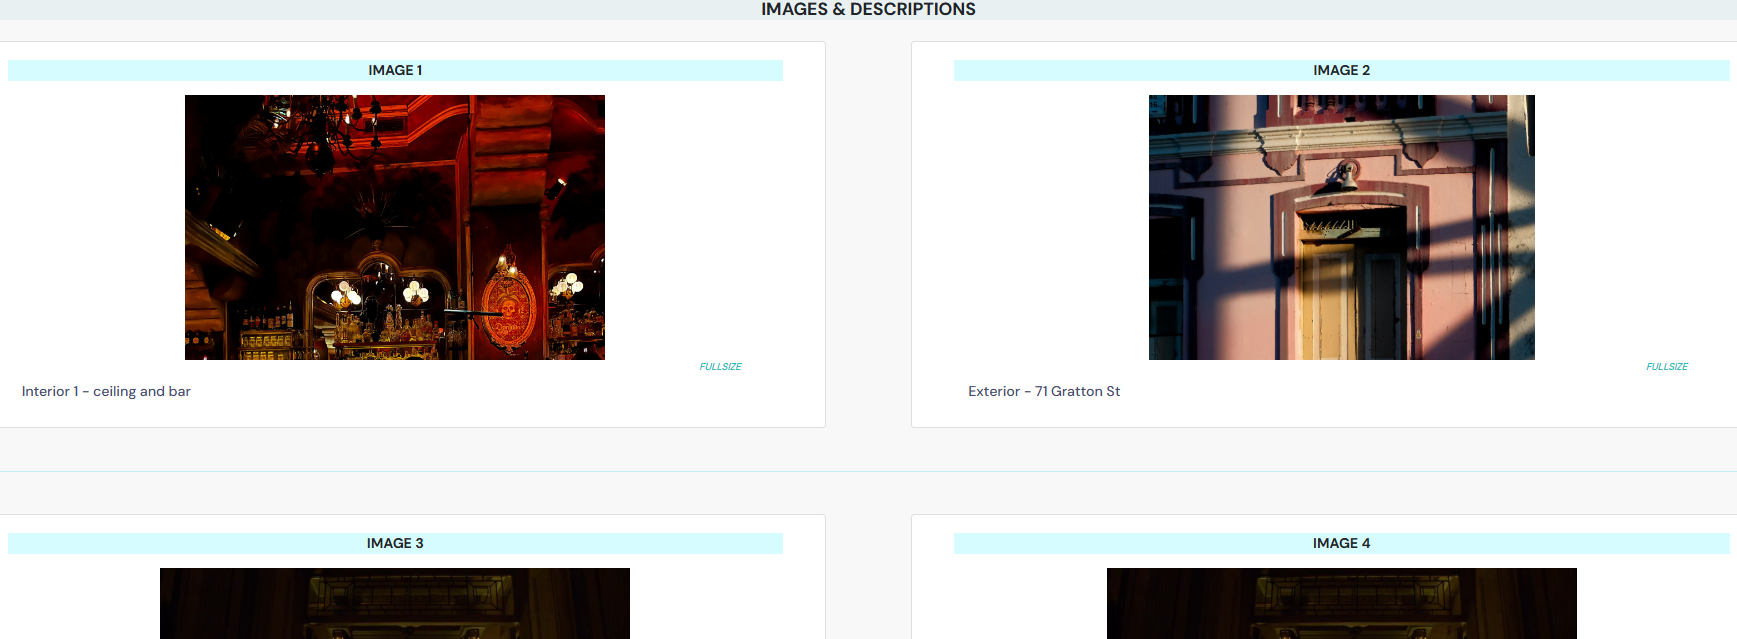 IMAGES & DESCRIPTIONS
IMAGE 1
IMAGE 2
FULLSIZE
FULLSIZE
Interior 1 - ceiling and bar
Exterior - 71 Gratton St
IMAGE 3
IMAGE 4